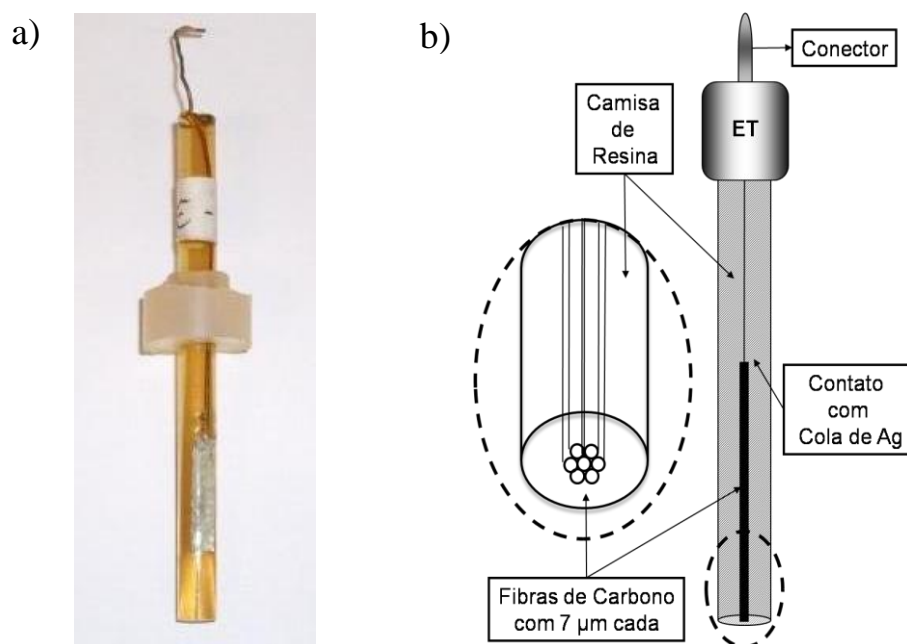 a)
b)
Conector
Camisa
de
Resina
ET
Contato
com
Cola de Ag
Fibras de Carbono
com 7 µm cada